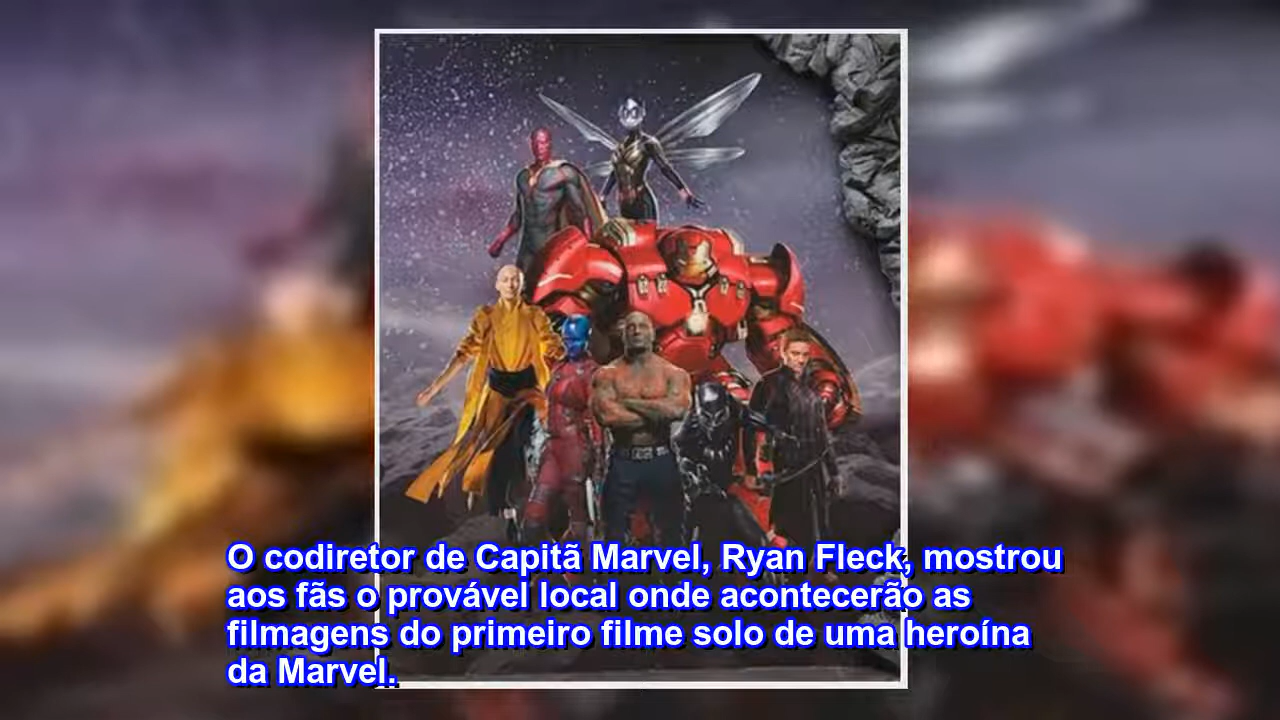 O codiretor de Capitã Marvel, Ryan Fleck, mostrou
aos fãs o provável local onde acontecerão as
filmagens do primeiro filme solo de uma heroína
da Marvel.